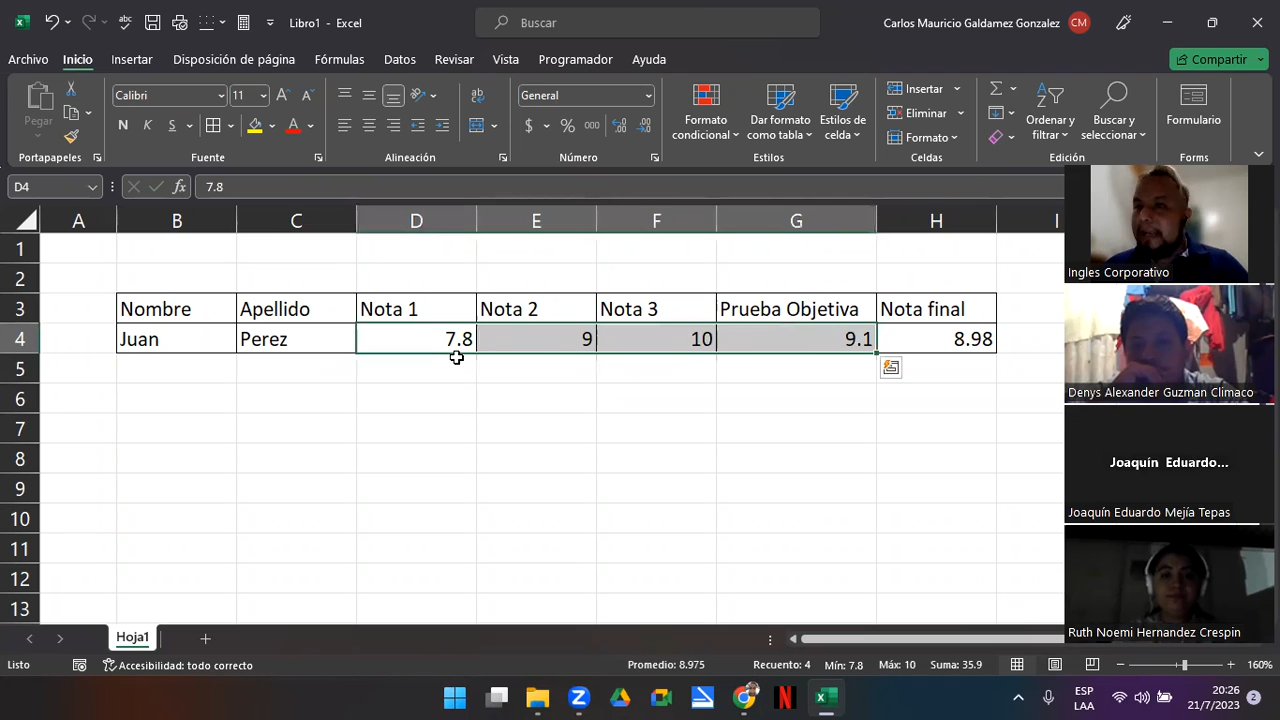 Libro1 - Excel
Buscar
Carlos Mauricio Galdamez Gonzalez
CM
Archivo
Inicio
Insertar
Disposición de página
Fórmulas
Datos
Revisar
Vista
Programador
Ayuda
Compartir
Pegar
Calibri
11
General
N K S
$ % 000
Formato condicional
Dar formato como tabla
Estilos de celda
Insertar
Eliminar
Formato
Ordenar y filtrar
Buscar y seleccionar
Formulario
Portapapeles
Fuente
Alineación
Número
Estilos
Celdas
Edición
Forms
D4
fx
7.8
A B C D E F G H I
1
2
3 Nombre Apellido Nota 1 Nota 2 Nota 3 Prueba Objetiva Nota final
4 Juan Perez 7.8 9 10 9.1 8.98
5
6
7
8
9
10
11
12
13
Ingles Corporativo
Denys Alexander Guzman Climaco
Joaquín Eduardo...
Joaquín Eduardo Mejía Tepas
Ruth Noemi Hernandez Crespin
Hoja1
Listo
Accesibilidad: todo correcto
Promedio: 8.975
Recuento: 4
Mín: 7.8
Máx: 10
Suma: 35.9
160%
ESP
LAA
20:26
21/7/2023
2